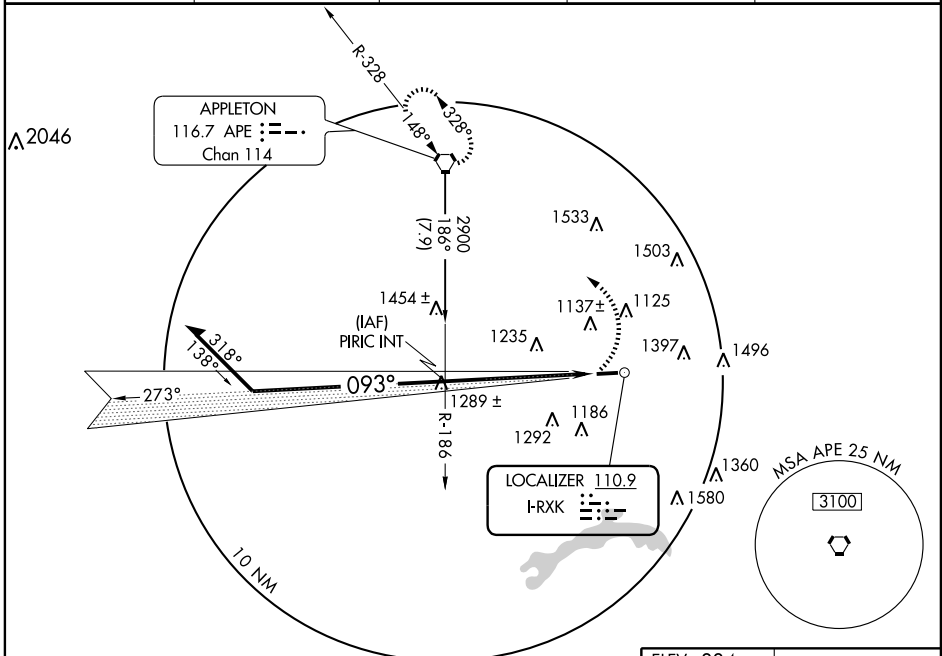 R-328
APPLETON
116.7 APE
Chan 114
2046
148°
328°
2900
186°
(7.9)
1533
1503
1454 ±
1137±
1125
(IAF)
PIRIC INT
1235
1397
1496
318°
138°
093°
273°
1289 ±
R-186
1292
1186
LOCALIZER 110.9
I-RXK
1360
1580
MSA APE 25 NM
3100
10 NM